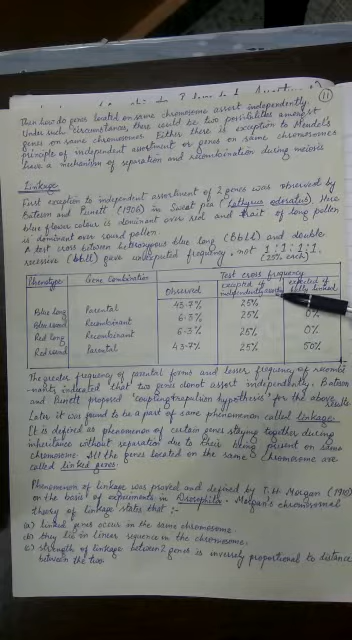 11
Then how do genes located on same chromosome assort independently.
Under such circumstances, there could be two possibilities amongst
genes on same chromosomes. Either there is exception to Mendel's
principle of independent assortment or genes on same chromosomes
have a mechanism of separation and recombination during meiosis
Linkage
First exception to independent assortment of 2 genes was observed by
Bateson and Punett (1906) in Sweat pea (Lathyrus odoratus). Here
blue flower colour is dominant over red and trait of long pollen
is dominant over round pollen.
A test cross between heterozygous blue long (BbLl) and double
recessive (bbll) gave unexpected frequency, not 1:1:1:1.
(25% each)
Phenotype Gene Combination Test cross frequency
Observed expected if independently expected if fully linked
Blue long Parental 43.7% 25%
Blue round Recombinant 6.3% 25% 0%
Red long Recombinant 6.3% 25% 0%
Red round Parental 43.7% 25% 50%
The greater frequency of parental forms and lesser frequency of recombi
nants indicated that two genes donot assort independently. Batson
and Punett proposed 'coupling & repulsion hypothesis' for the above results
Later it was found to be a part of same phenomenon called linkage.
It is defined as phenomenon of certain genes staying together during
inheritance without separation due to their being present on same
chromosome. All the genes located on the same chromosome are
called linked genes.
Phenomenon of linkage was proved and defined by T.H. Morgan (1910)
on the basis of experiments in Drosophila. Morgan's chromosomal
theory of linkage states that :-
(a) linked genes occur in the same chromosome.
(b) they lie in linear sequence in the chromosome.
(c) strength of linkage between 2 genes is inversely proportional to distance
between the two.